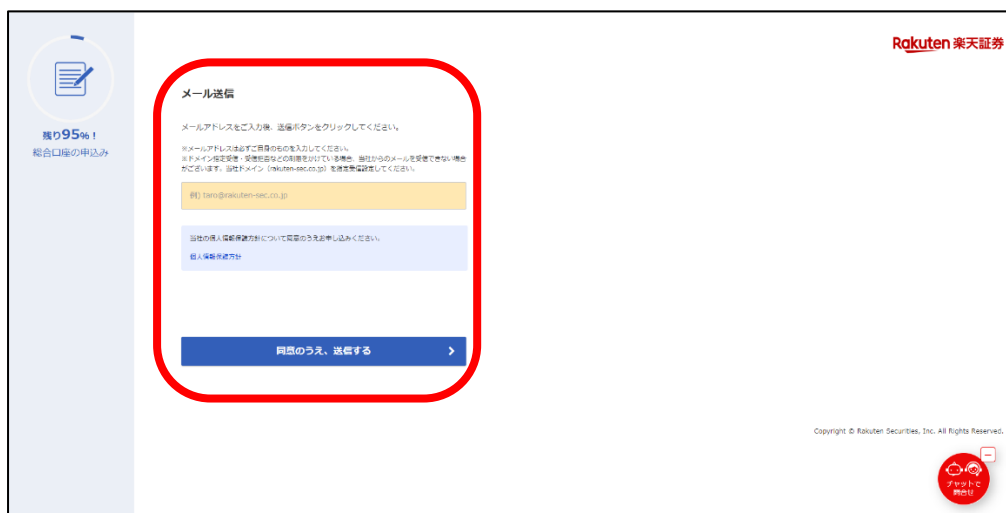 残り95%！
総合口座の申込み
Rakuten 楽天証券
メール送信
メールアドレスをご入力後、送信ボタンをクリックしてください。
※メールアドレスは必ずご自身のものを入力してください。
※ドメイン指定受信・受信拒否などの制限をかけている場合、当社からのメールを受信できない場合
がございます。当社ドメイン（rakuten-sec.co.jp）を指定受信設定してください。
例) taro@rakuten-sec.co.jp
当社の個人情報保護方針について同意のうえお申し込みください。
個人情報保護方針
同意のうえ、送信する
Copyright © Rakuten Securities, Inc. All Rights Reserved.
チャットで
問合せ